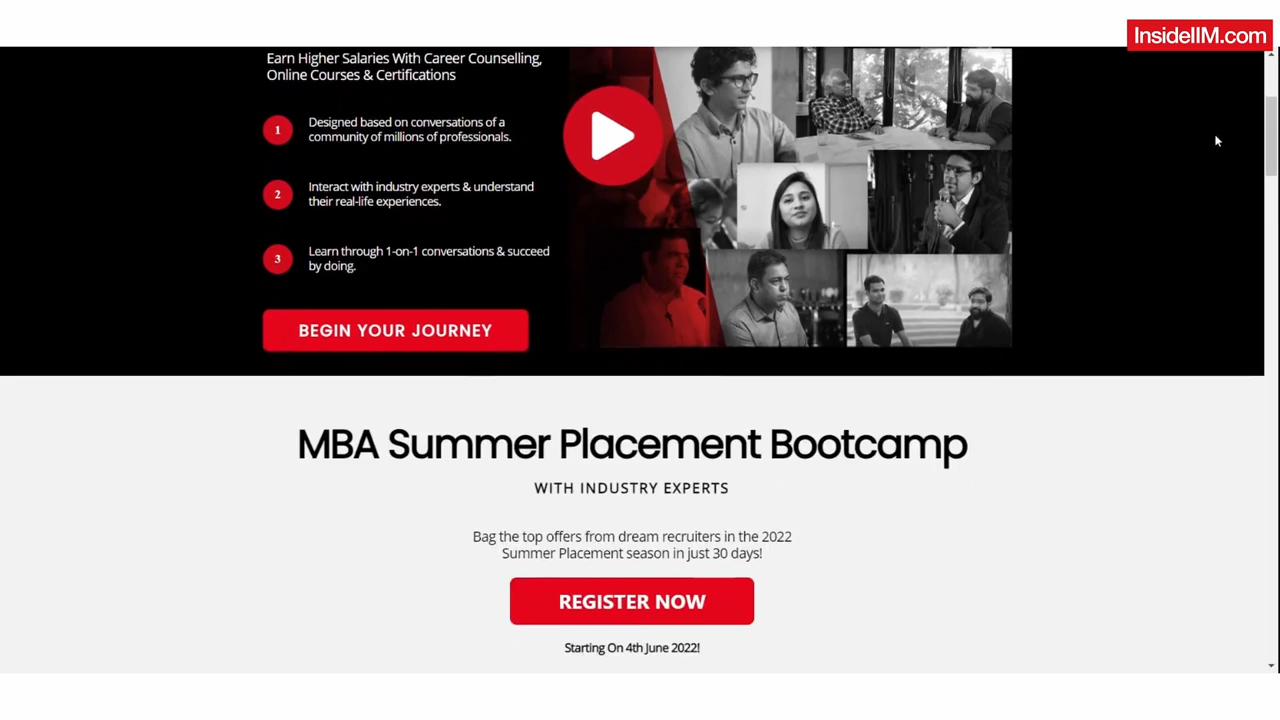 InsideIIM.com
Earn Higher Salaries With Career Counselling,
Online Courses & Certifications
1
Designed based on conversations of a
community of millions of professionals.
2
Interact with industry experts & understand
their real-life experiences.
3
Learn through 1-on-1 conversations & succeed
by doing.
BEGIN YOUR JOURNEY
MBA Summer Placement Bootcamp
WITH INDUSTRY EXPERTS
Bag the top offers from dream recruiters in the 2022
Summer Placement season in just 30 days!
REGISTER NOW
Starting On 4th June 2022!